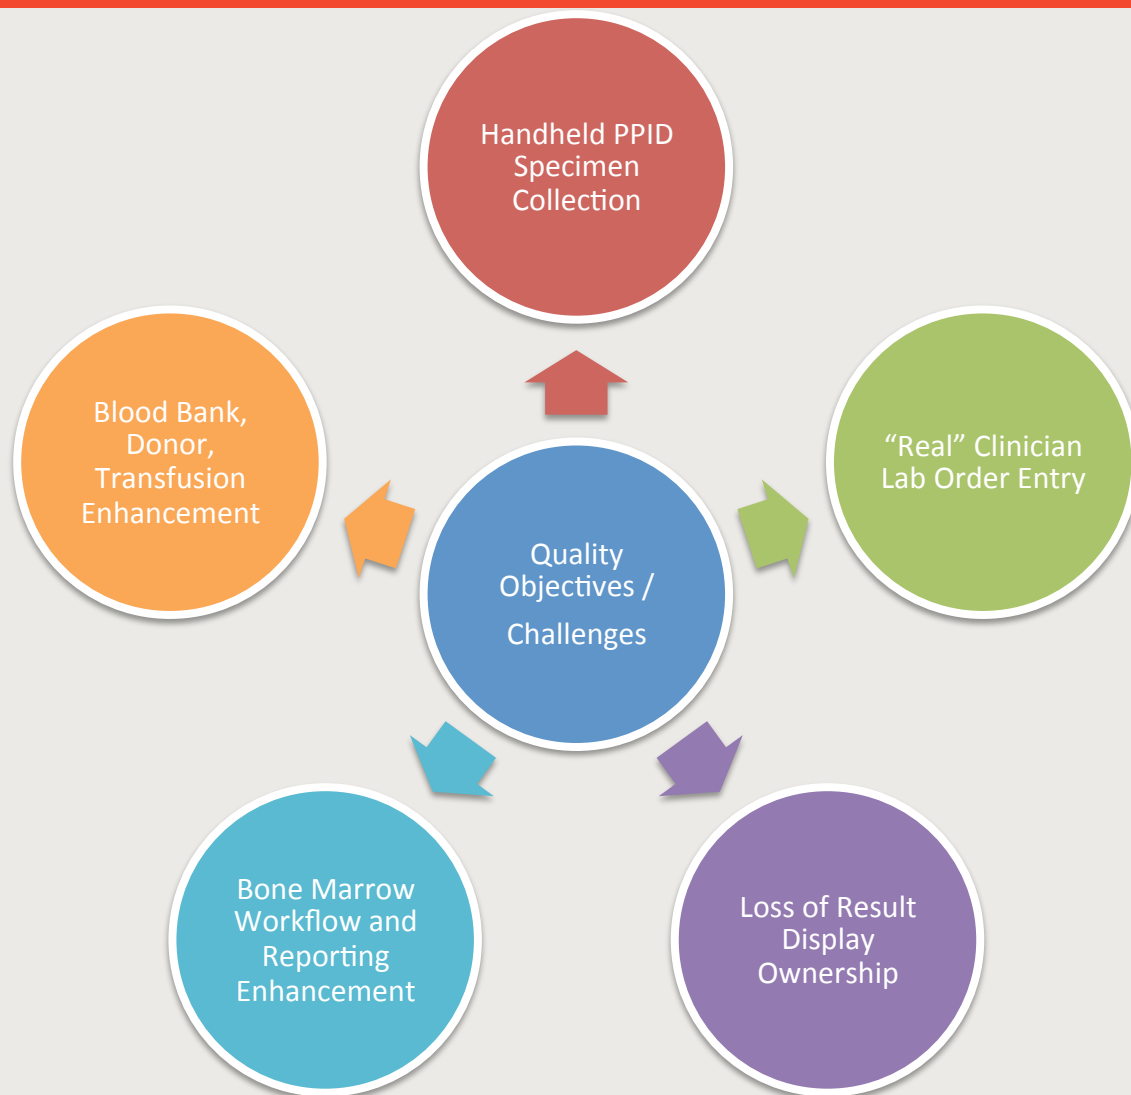 Handheld PPID
Specimen
Collection
Blood Bank,
Donor,
Transfusion
Enhancement
“Real” Clinician
Lab Order Entry
Quality
Objectives /
Challenges
Bone Marrow
Workflow and
Reporting
Enhancement
Loss of Result
Display
Ownership